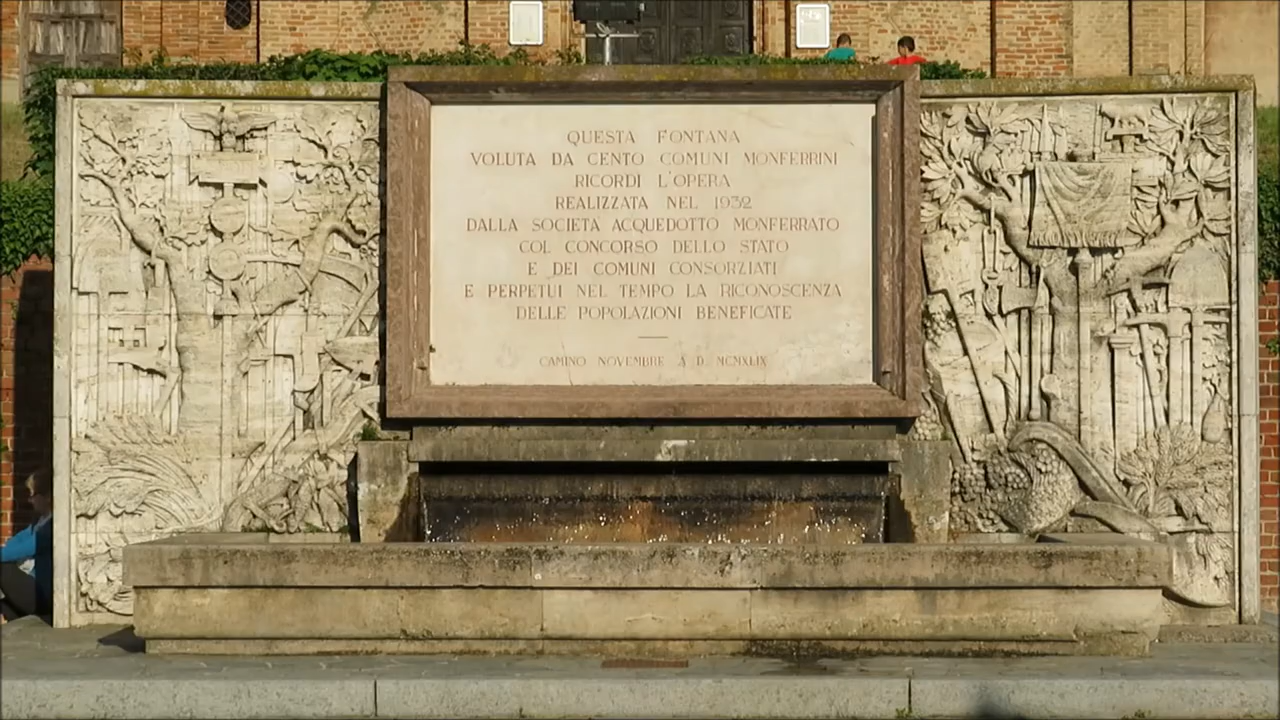 QUESTA FONTANA
VOLUTA DA CENTO COMUNI MONFERRINI
RICORDI L'OPERA
REALIZZATA NEL 1932
DALLA SOCIETÀ ACQUEDOTTO MONFERRATO
COL CONCORSO DELLO STATO
E DEI COMUNI CONSORZIATI
E PERPETUI NEL TEMPO LA RICONOSCENZA
DELLE POPOLAZIONI BENEFICATE
CAMINO NOVEMBRE A D. MCMXLIX